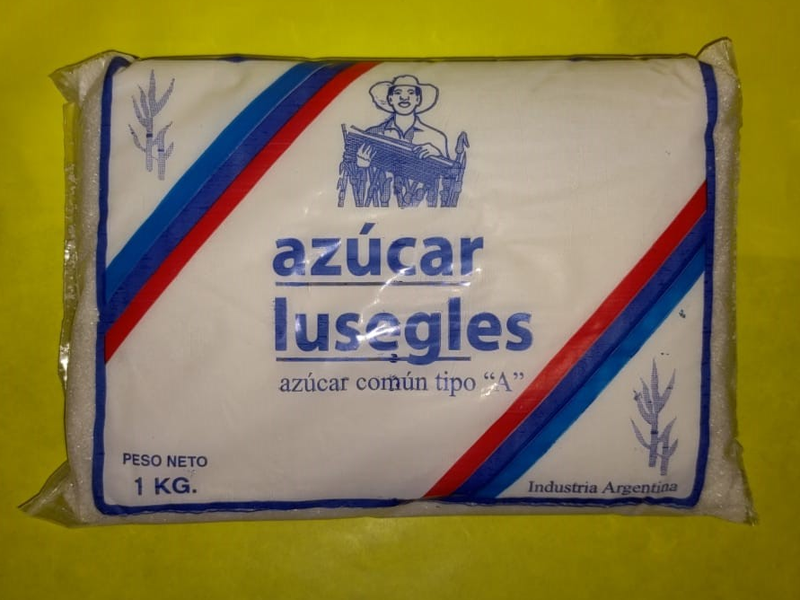 azúcar
lusegles
azúcar común tipo “A”
PESO NETO
1 KG.
Industria Argentina